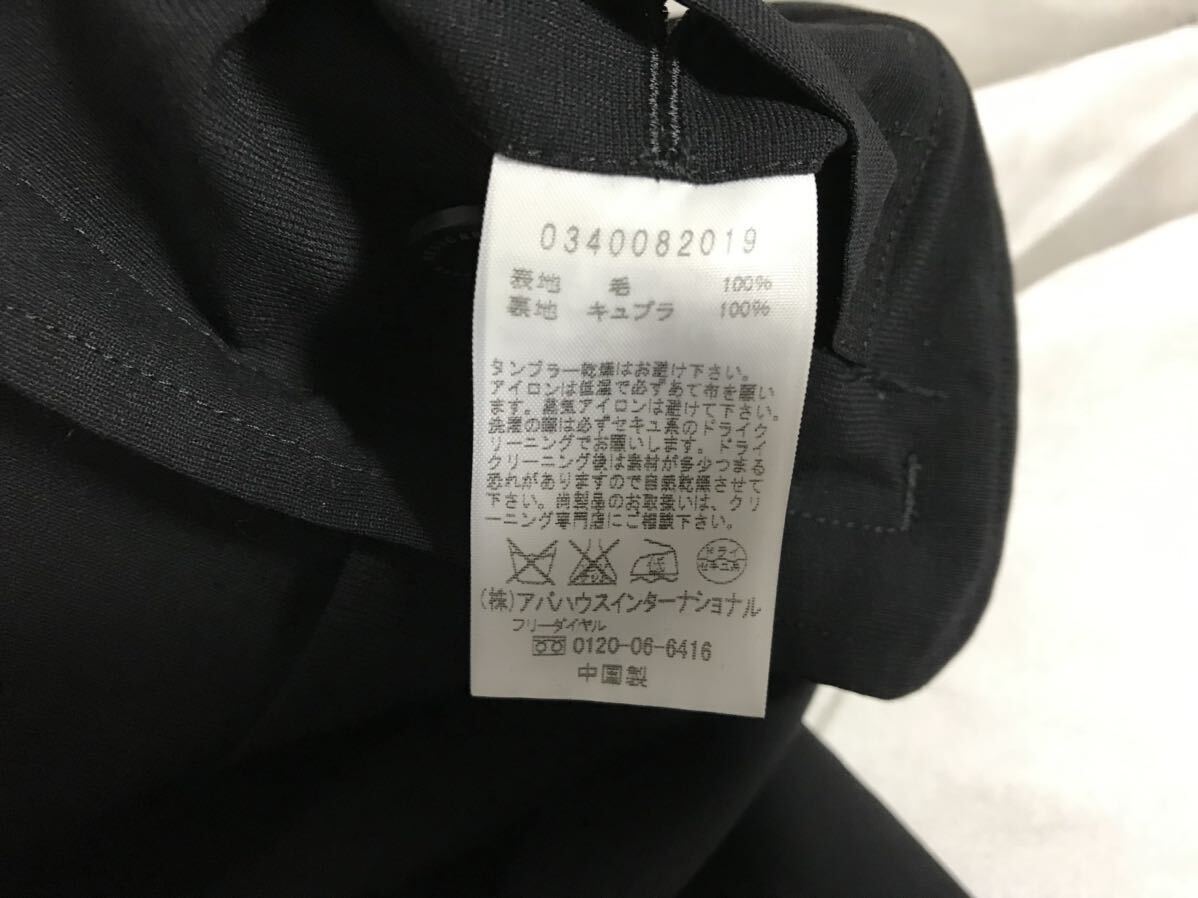 0340082019
表地 毛 100%
裏地 キュプラ 100%
タンブラー乾燥はお避け下さい。
アイロンは低温で必ずあて布を願い
ます。蒸気アイロンは避けて下さい。
洗濯の際は必ずセキユ系のドライク
リーニングでお願いします。ドライ
クリーニング後は素材が多少つまる
恐れがありますので自然乾燥させて
下さい。尚製品のお取扱いは、クリ
ーニング専門店にご相談下さい。
低
ドライ
セキユ系
(株)アバハウスインターナショナル
フリーダイヤル
0120-06-6416
中国製